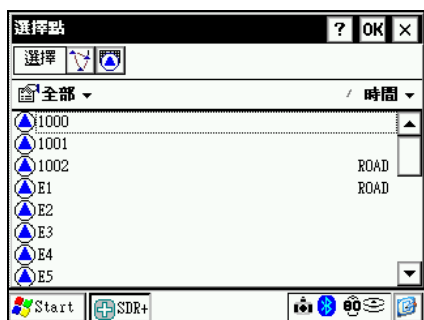 選擇點 ? OK ×
選擇
全部 / 時間
1000
1001
1002 ROAD
E1 ROAD
E2
E3
E4
E5
Start SDR+